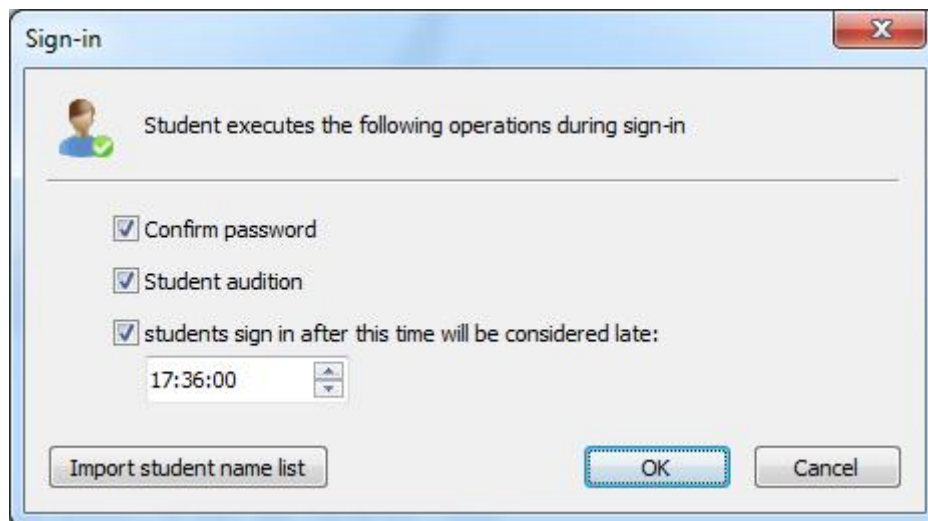 Sign-in
Student executes the following operations during sign-in
Confirm password
Student audition
students sign in after this time will be considered late:
17:36:00
Import student name list
OK
Cancel